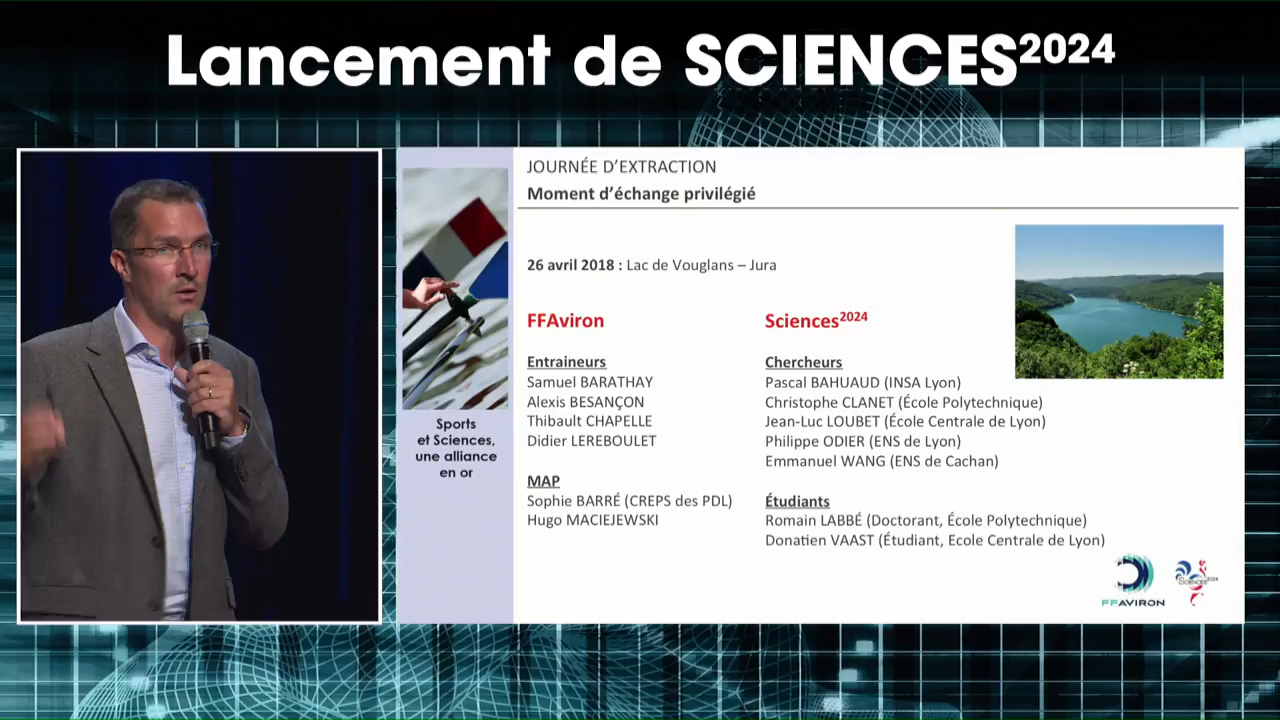 Lancement de SCIENCES²⁰²⁴
JOURNÉE D'EXTRACTION
Moment d'échange privilégié
26 avril 2018 : Lac de Vouglans – Jura
FFAviron
Entraineurs
Samuel BARATHAY
Alexis BESANÇON
Thibault CHAPELLE
Didier LEREBOULET
MAP
Sophie BARRÉ (CREPS des PDL)
Hugo MACIEJEWSKI
Sciences²⁰²⁴
Chercheurs
Pascal BAHUAUD (INSA Lyon)
Christophe CLANET (École Polytechnique)
Jean-Luc LOUBET (École Centrale de Lyon)
Philippe ODIER (ENS de Lyon)
Emmanuel WANG (ENS de Cachan)
Étudiants
Romain LABBÉ (Doctorant, École Polytechnique)
Donatien VAAST (Étudiant, Ecole Centrale de Lyon)
Sports
et Sciences,
une alliance
en or
FFAVIRON
SCIENCES 2024